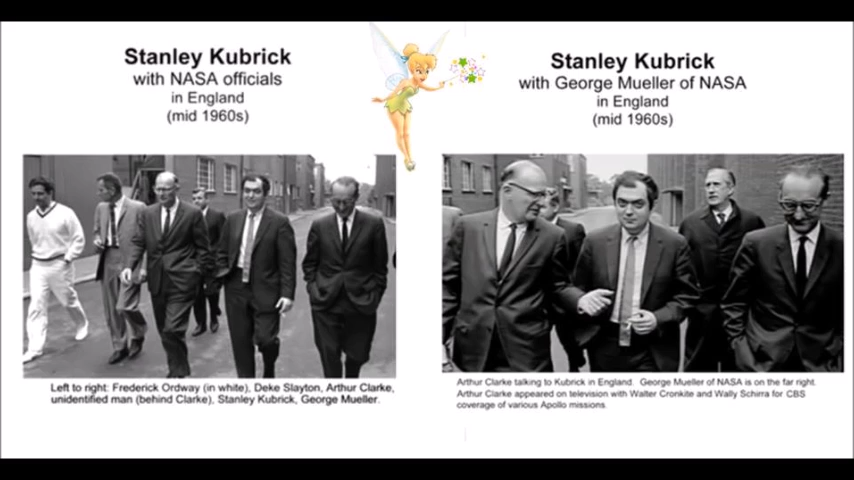 Stanley Kubrick
with NASA officials
in England
(mid 1960s)
Left to right: Frederick Ordway (in white), Deke Slayton, Arthur Clarke,
unidentified man (behind Clarke), Stanley Kubrick, George Mueller.
Stanley Kubrick
with George Mueller of NASA
in England
(mid 1960s)
Arthur Clarke talking to Kubrick in England. George Mueller of NASA is on the far right.
Arthur Clarke appeared on television with Walter Cronkite and Wally Schirra for CBS
coverage of various Apollo missions.